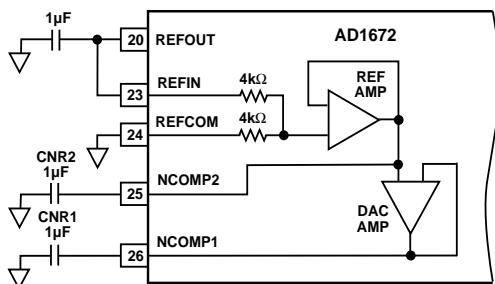 1µF
20 REFOUT
AD1672
23 REFIN
4kΩ
REF
AMP
24 REFCOM
4kΩ
CNR2
1µF
25 NCOMP2
DAC
AMP
CNR1
1µF
26 NCOMP1